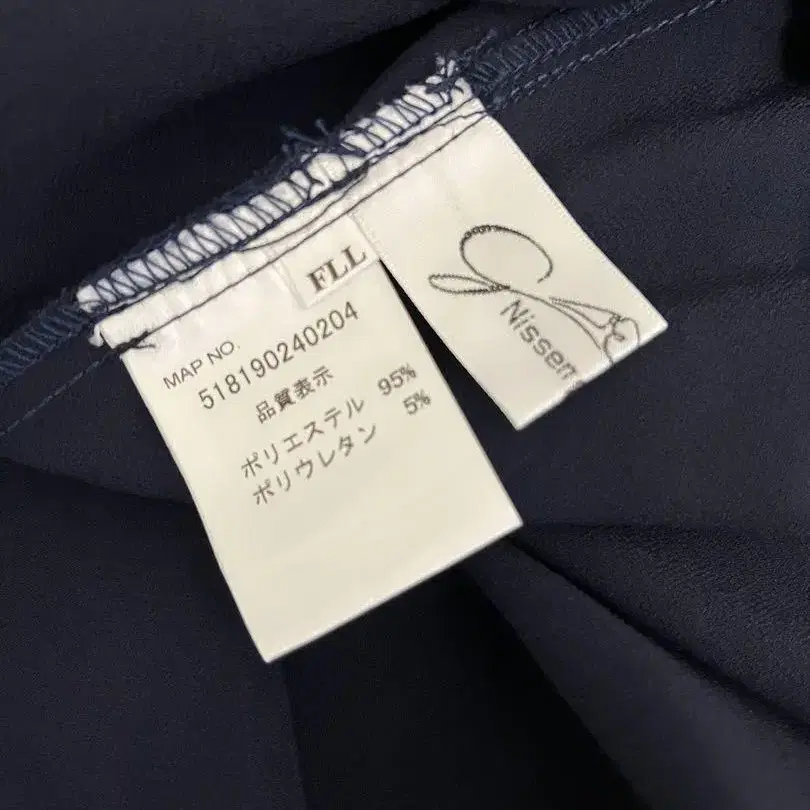 FLL
MAP NO.
518190240204
品質表示
ポリエステル 95%
ポリウレタン 5%
Nissen